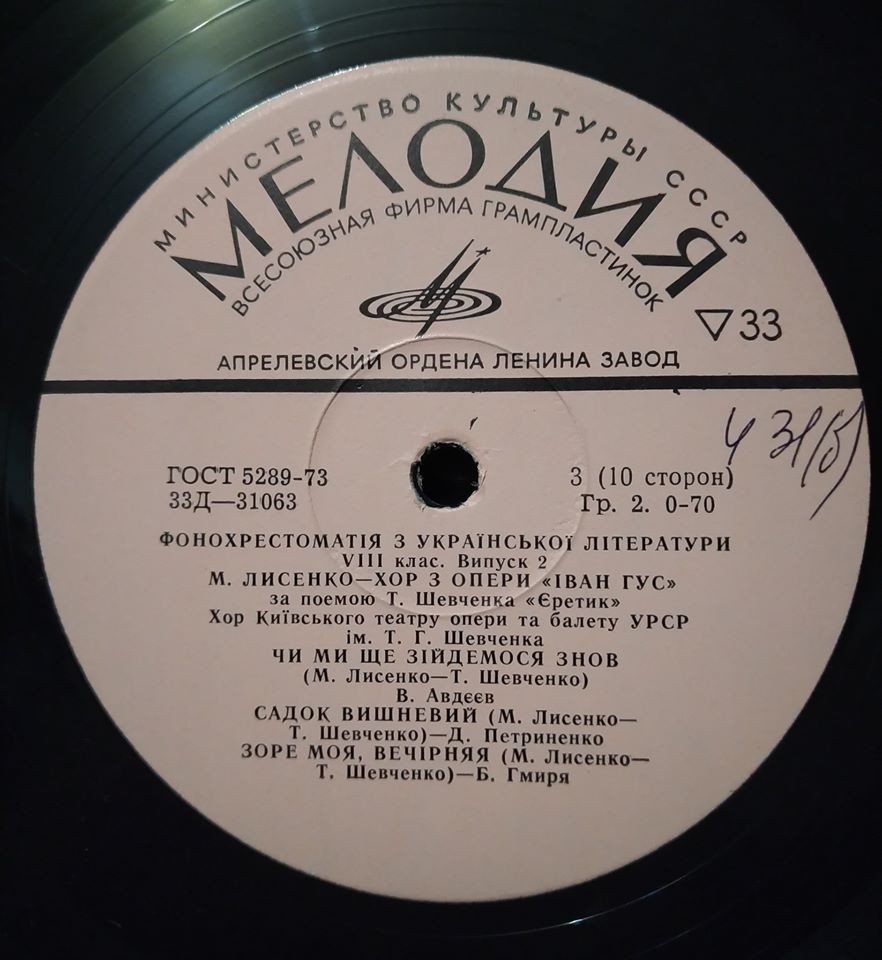 МИНИСТЕРСТВО КУЛЬТУРЫ СССР
МЕЛОДИЯ
ВСЕСОЮЗНАЯ ФИРМА ГРАМПЛАСТИНОК
▽33
АПРЕЛЕВСКИЙ ОРДЕНА ЛЕНИНА ЗАВОД
ГОСТ 5289-73
33Д—31063
3 (10 сторон)
Гр. 2. 0-70
ФОНОХРЕСТОМАТІЯ З УКРАЇНСЬКОЇ ЛІТЕРАТУРИ
VIII клас. Випуск 2
М. ЛИСЕНКО—ХОР З ОПЕРИ «ІВАН ГУС»
за поемою Т. Шевченка «Єретик»
Хор Київського театру опери та балету УРСР
ім. Т. Г. Шевченка
ЧИ МИ ЩЕ ЗІЙДЕМОСЯ ЗНОВ
(М. Лисенко—Т. Шевченко)
В. Авдєєв
САДОК ВИШНЕВИЙ (М. Лисенко—
Т. Шевченко)—Д. Петриненко
ЗОРЕ МОЯ, ВЕЧІРНЯЯ (М. Лисенко—
Т. Шевченко)—Б. Гмиря